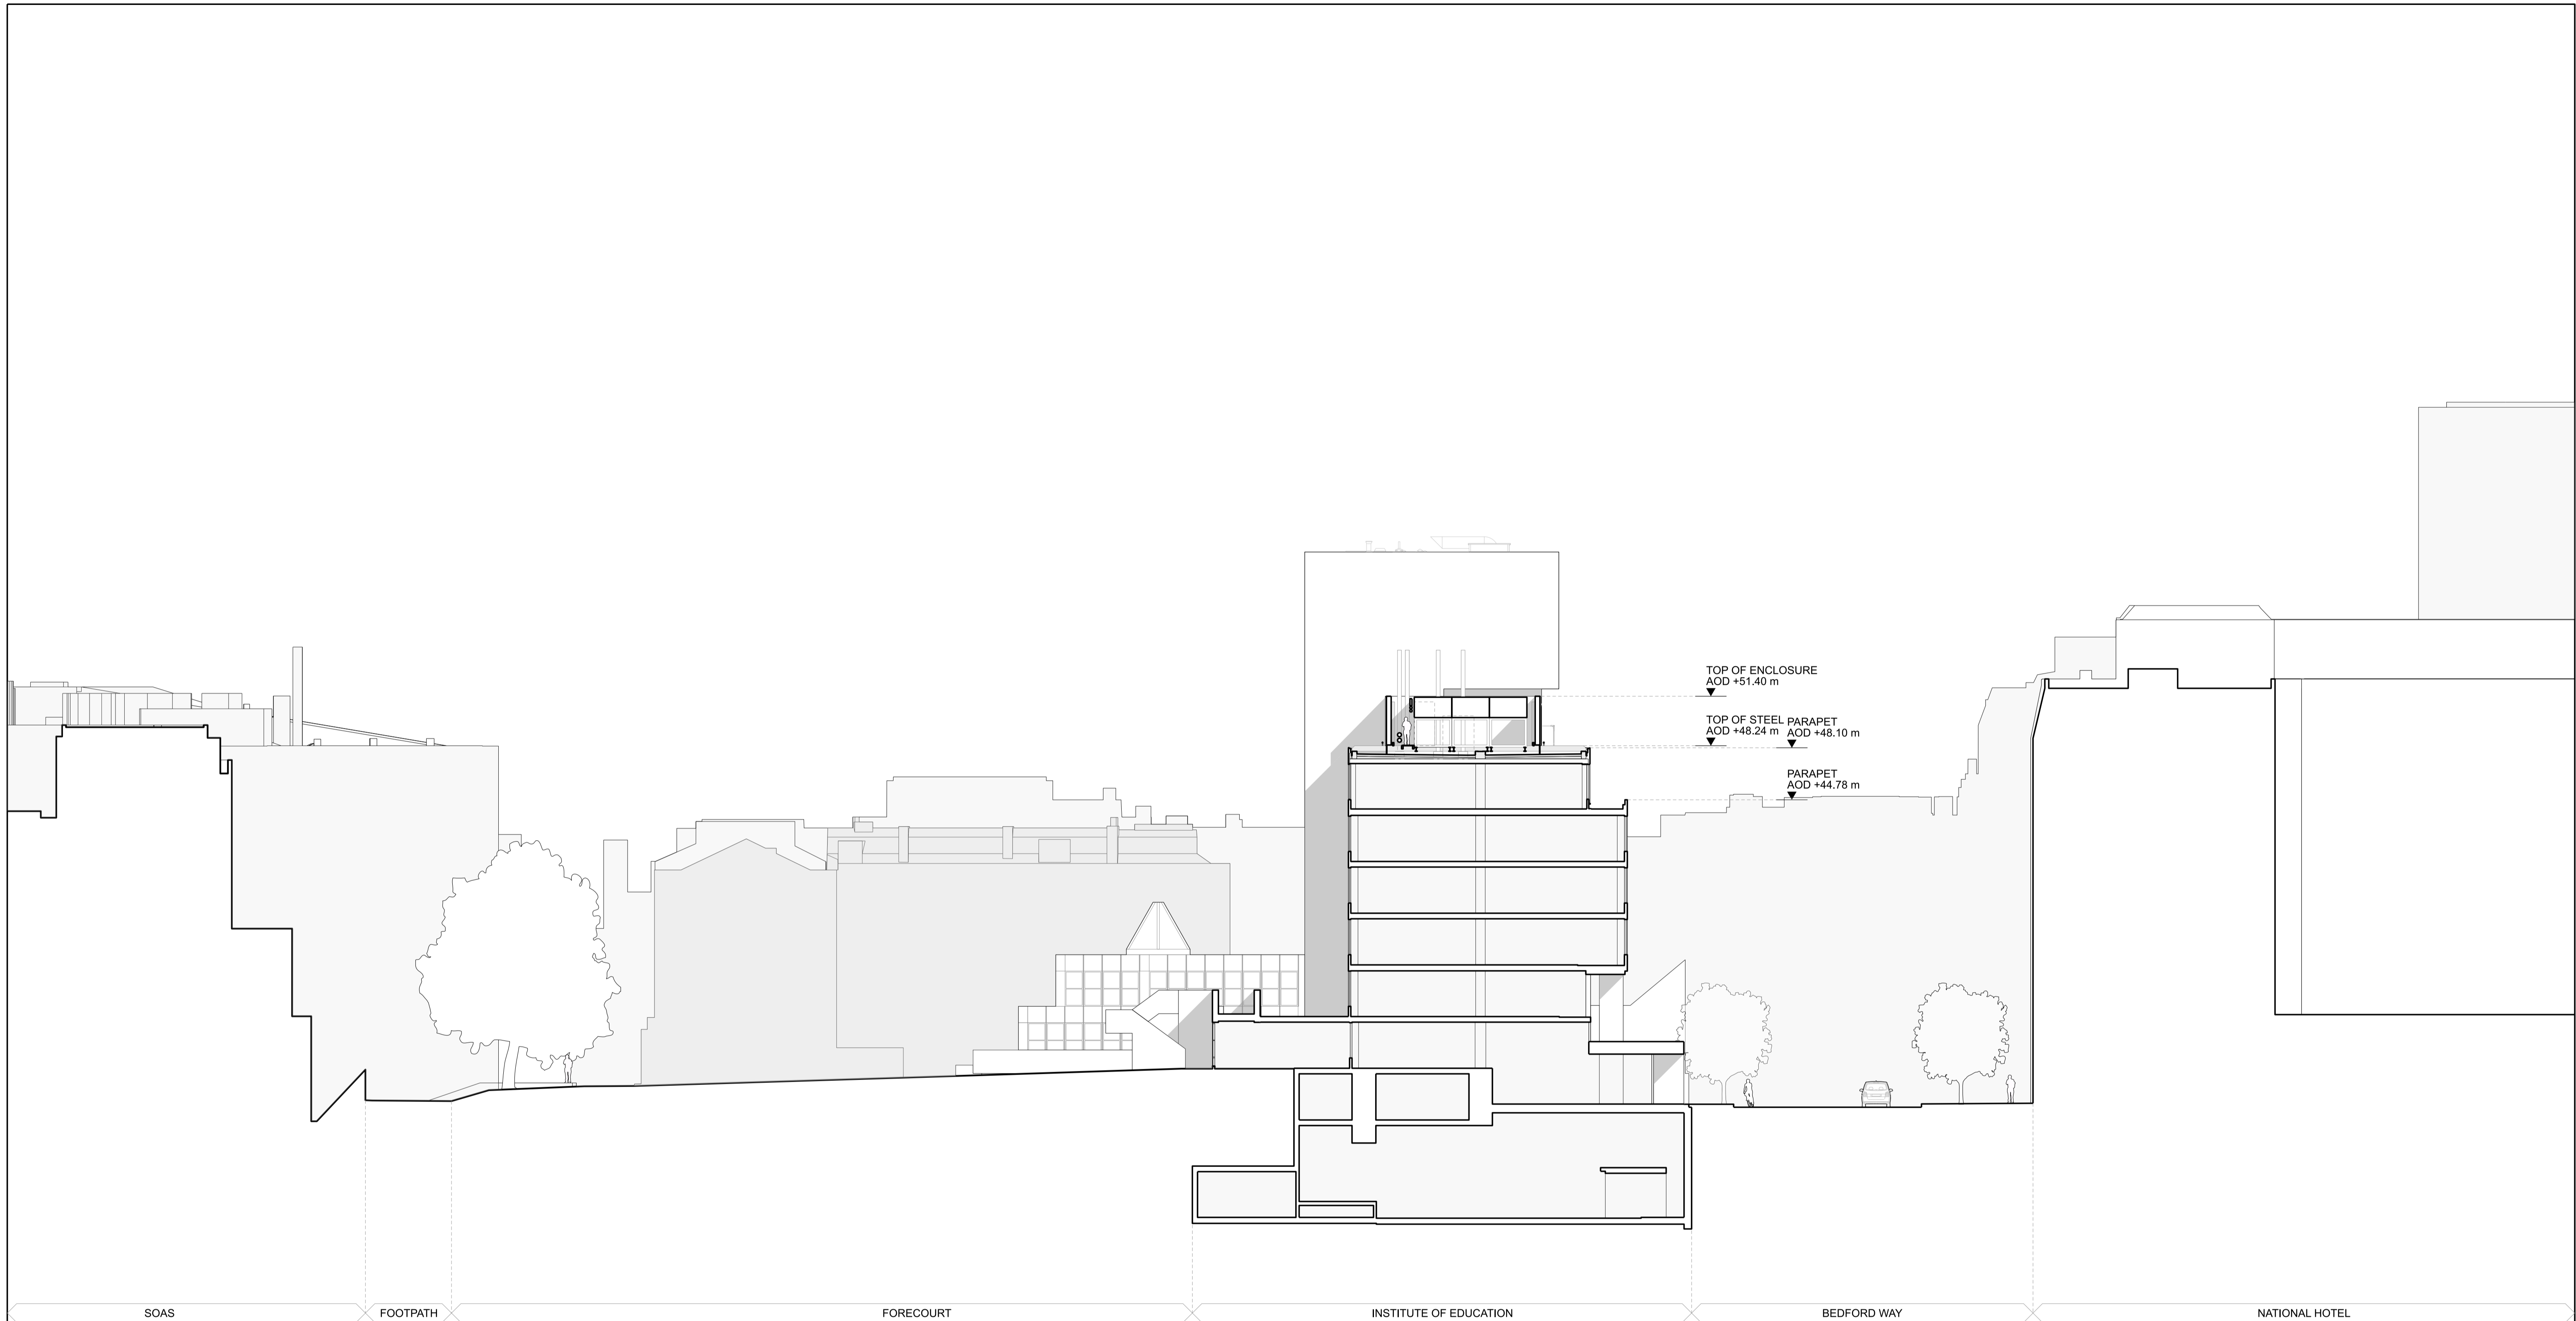 TOP OF ENCLOSURE
AOD +51.40 m
TOP OF STEEL
AOD +48.24 m
PARAPET
AOD +48.10 m
PARAPET
AOD +44.78 m
SOAS
FOOTPATH
FORECOURT
INSTITUTE OF EDUCATION
BEDFORD WAY
NATIONAL HOTEL